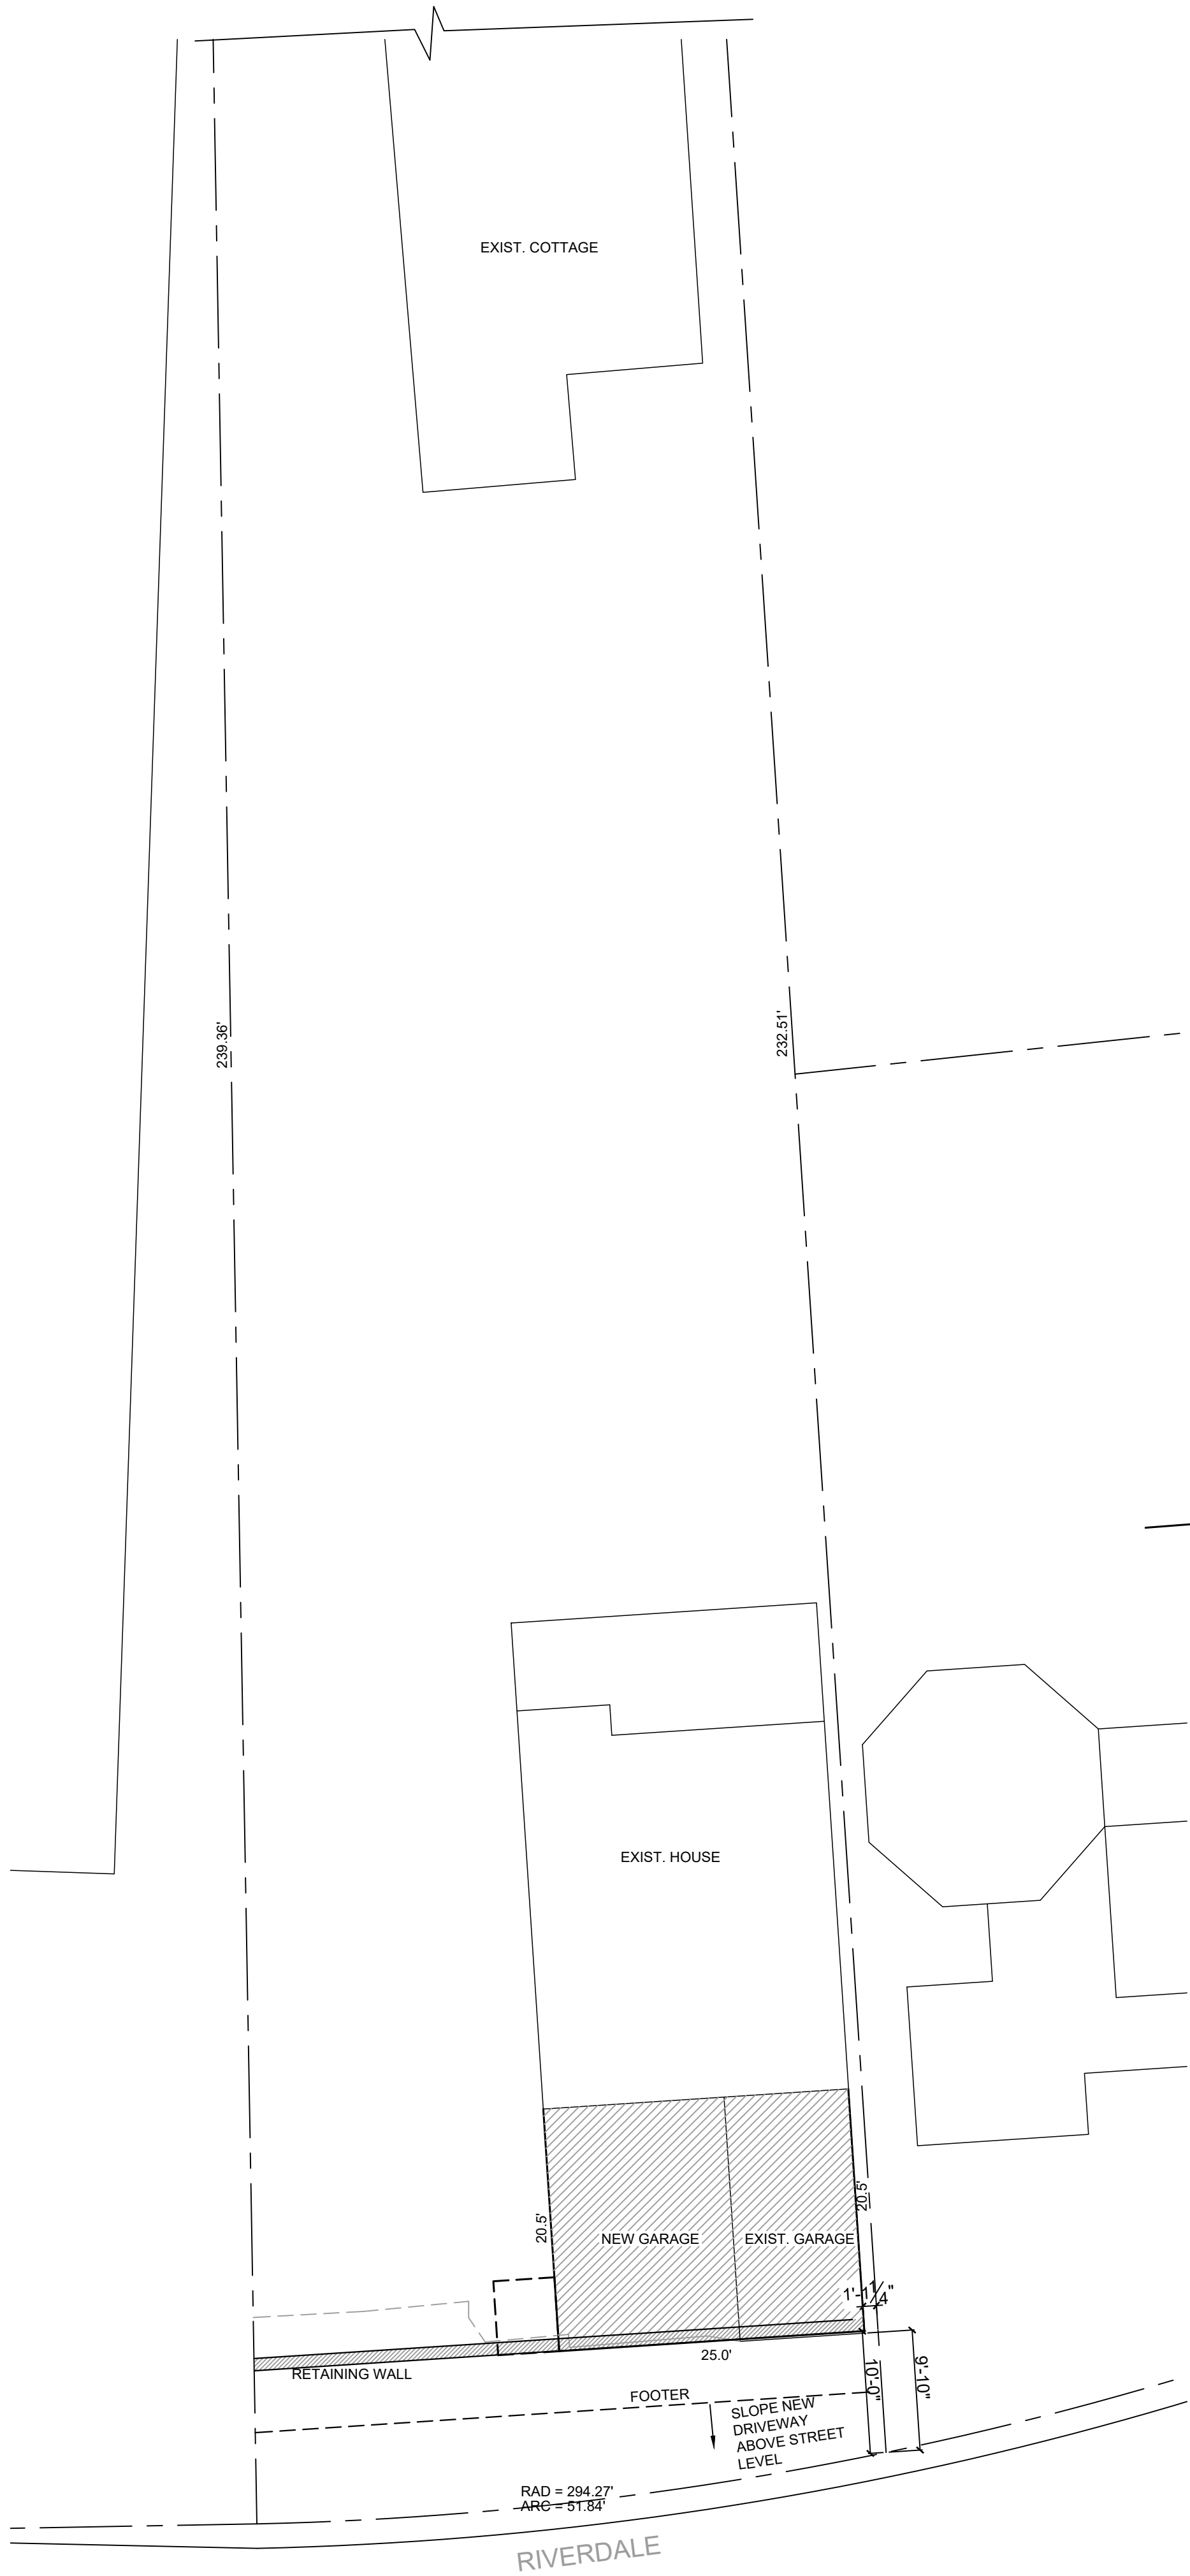 EXIST. COTTAGE
239.36'
232.51'
EXIST. HOUSE
20.5'
20.5'
NEW GARAGE
EXIST. GARAGE
1'-1 1/4"
25.0'
RETAINING WALL
10'-0"
9'-10"
FOOTER
SLOPE NEW
DRIVEWAY
ABOVE STREET
LEVEL
RAD = 294.27'
ARC = 51.84'
RIVERDALE